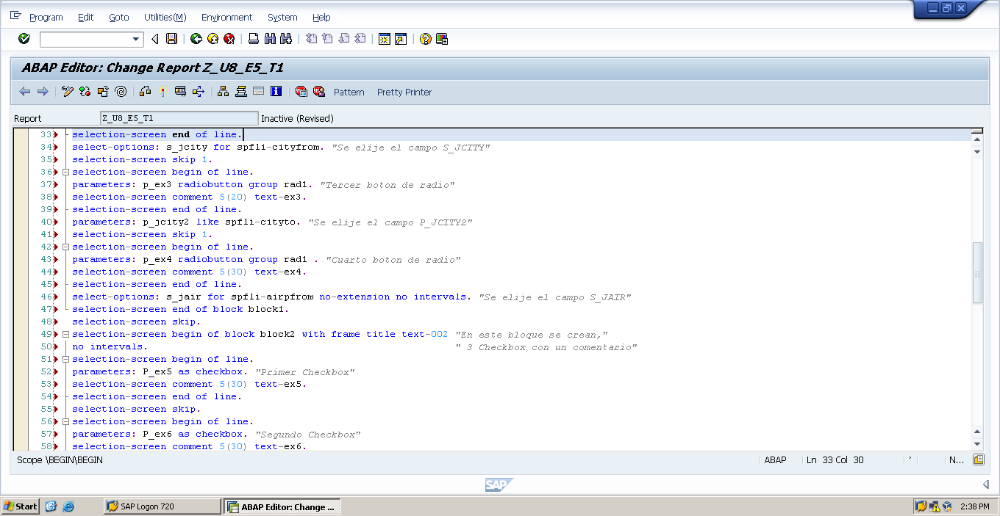 Program Edit Goto Utilities(M) Environment System Help
ABAP Editor: Change Report Z_U8_E5_T1
Pattern Pretty Printer
Report Z_U8_E5_T1 Inactive (Revised)
33 selection-screen end of line.
34 select-options: s_jcity for spfli-cityfrom. "Se elije el campo S_JCITY"
35 selection-screen skip 1.
36 selection-screen begin of line.
37 parameters: p_ex3 radiobutton group rad1. "Tercer boton de radio"
38 selection-screen comment 5(20) text-ex3.
39 selection-screen end of line.
40 parameters: p_jcity2 like spfli-cityto. "Se elije el campo P_JCITY2"
41 selection-screen skip 1.
42 selection-screen begin of line.
43 parameters: p_ex4 radiobutton group rad1 . "Cuarto boton de radio"
44 selection-screen comment 5(30) text-ex4.
45 selection-screen end of line.
46 select-options: s_jair for spfli-airpfrom no-extension no intervals. "Se elije el campo S_JAIR"
47 selection-screen end of block block1.
48 selection-screen skip.
49 selection-screen begin of block block2 with frame title text-002 "En este bloque se crean,"
50 no intervals. " 3 Checkbox con un comentario"
51 selection-screen begin of line.
52 parameters: P_ex5 as checkbox. "Primer Checkbox"
53 selection-screen comment 5(30) text-ex5.
54 selection-screen end of line.
55 selection-screen skip.
56 selection-screen begin of line.
57 parameters: P_ex6 as checkbox. "Segundo Checkbox"
58 selection-screen comment 5(30) text-ex6.
Scope \BEGIN\BEGIN ABAP Ln 33 Col 30 ' N...
SAP
Start SAP Logon 720 ABAP Editor: Change ... 2:38 PM